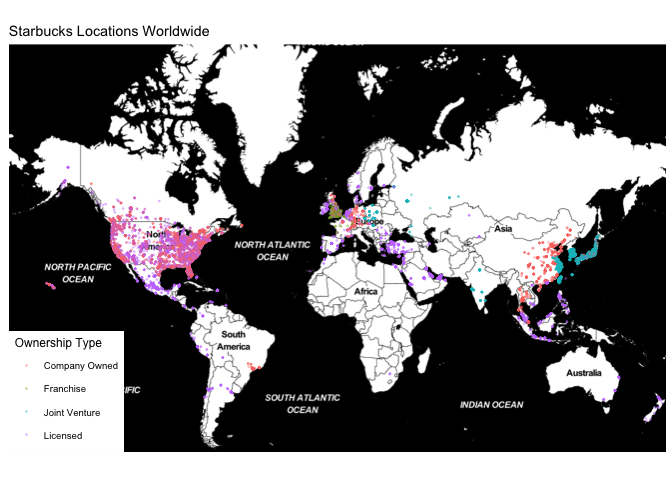 Starbucks Locations Worldwide
North
America
Europe
Asia
NORTH ATLANTIC
OCEAN
NORTH PACIFIC
OCEAN
Africa
South
America
Ownership Type
Company Owned
Franchise
Joint Venture
Licensed
Australia
SOUTH ATLANTIC
OCEAN
INDIAN OCEAN